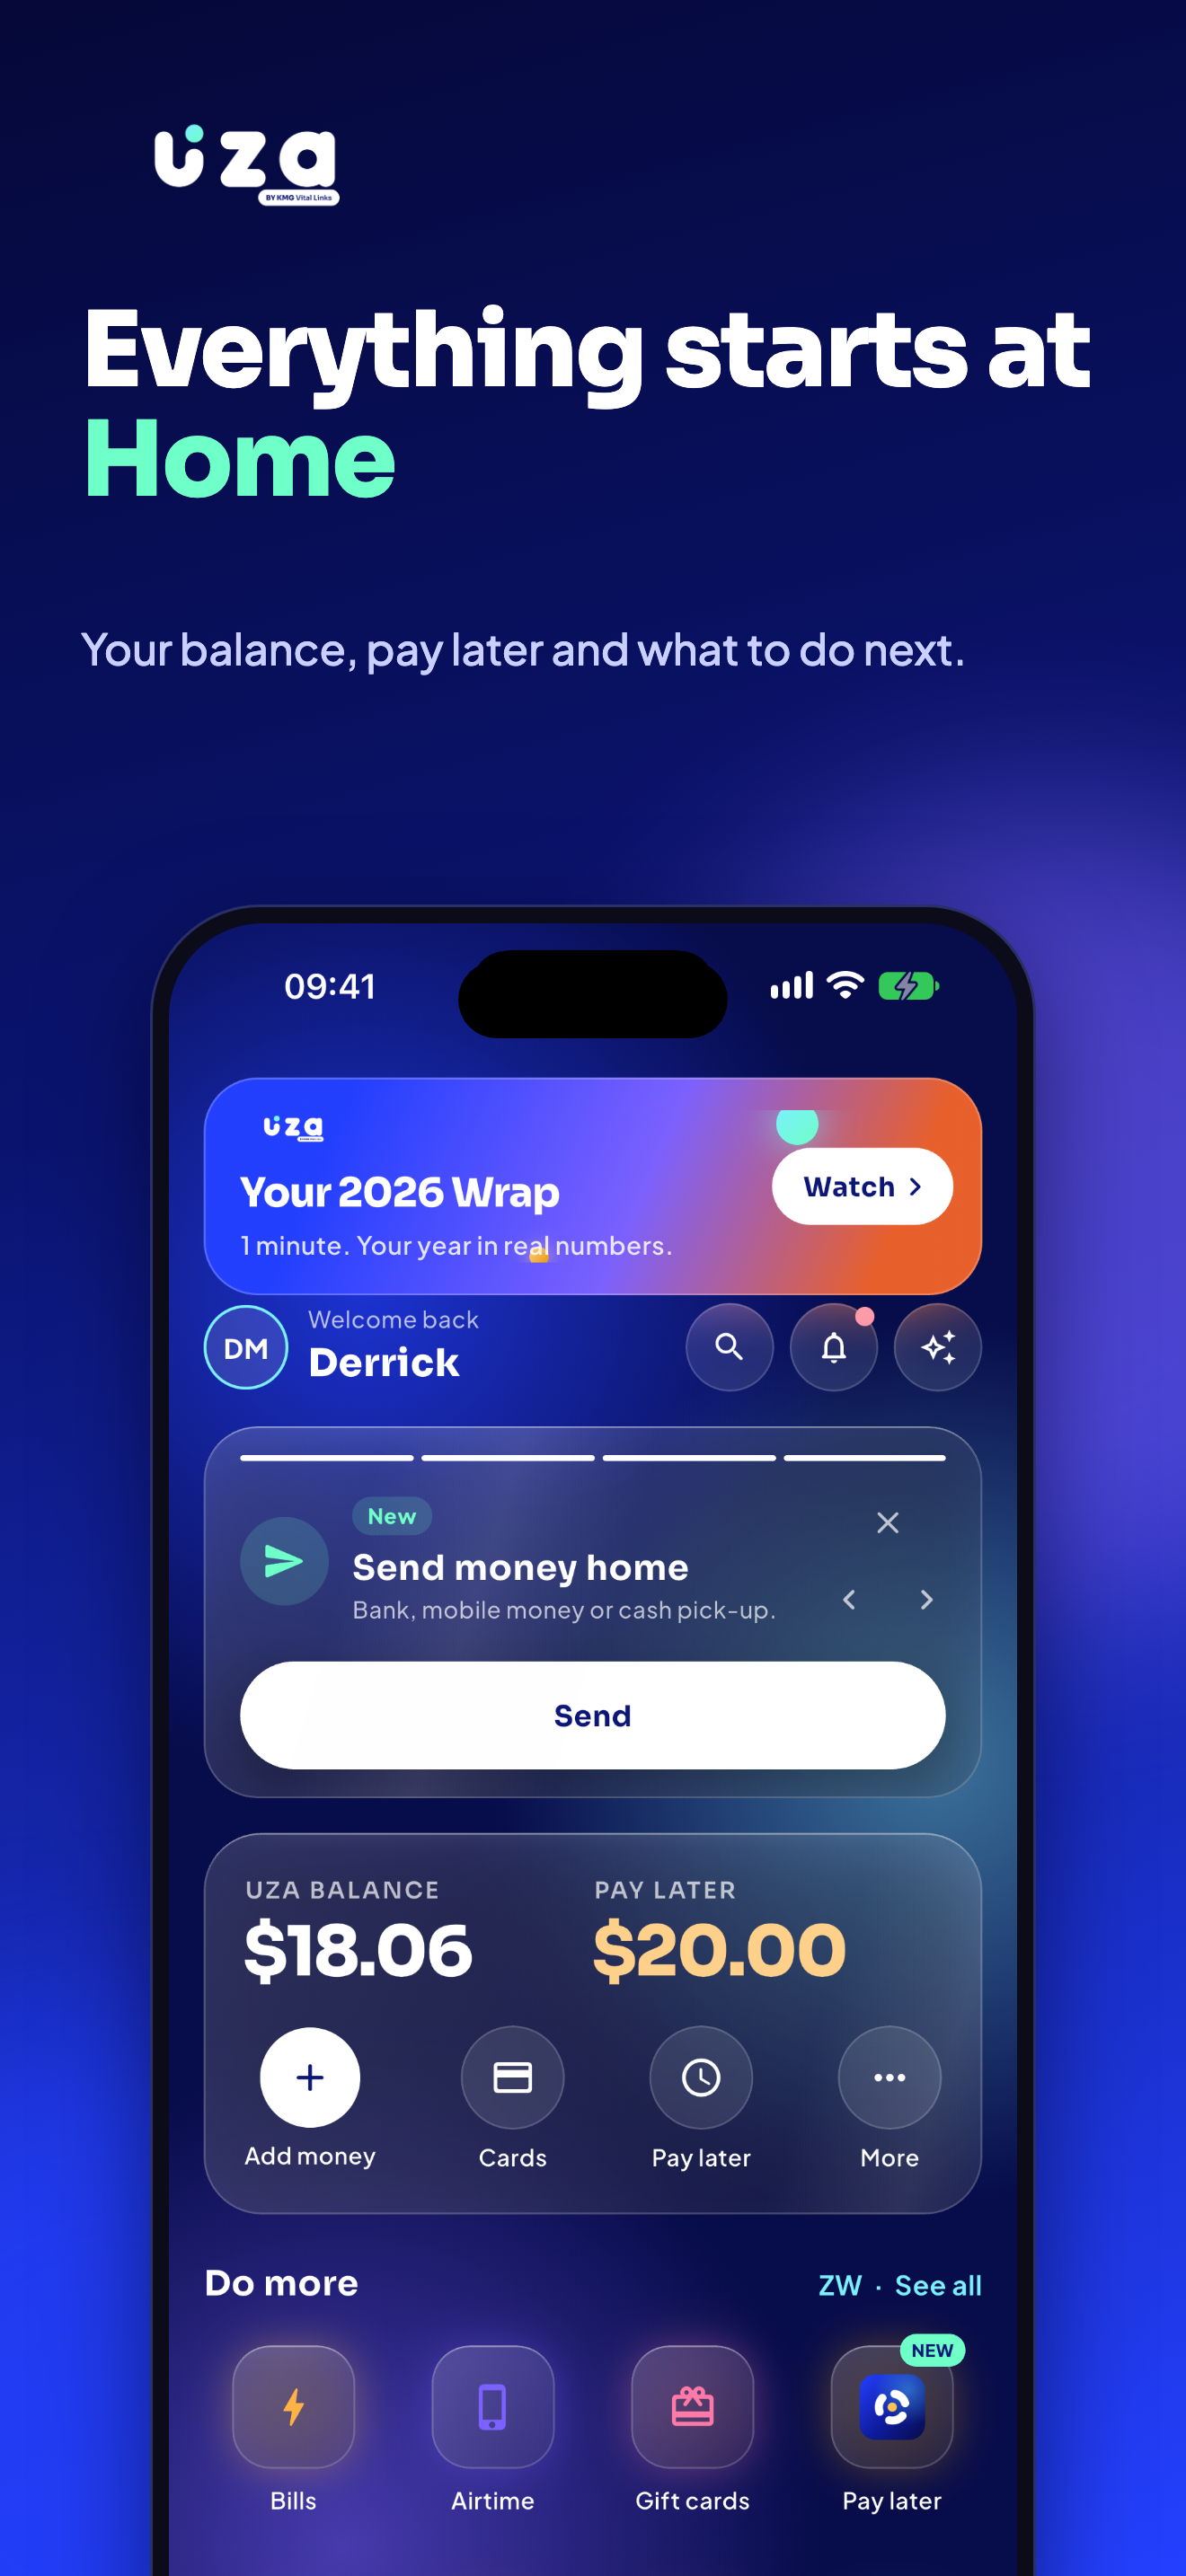 uza
BY KMG Vital Links
Everything starts at
Home
Your balance, pay later and what to do next.
09:41
uza
Your 2026 Wrap
1 minute. Your year in real numbers.
Watch
DM
Welcome back
Derrick
New
Send money home
Bank, mobile money or cash pick-up.
Send
UZA BALANCE
PAY LATER
$18.06
$20.00
Add money
Cards
Pay later
More
Do more
ZW · See all
NEW
Bills
Airtime
Gift cards
Pay later